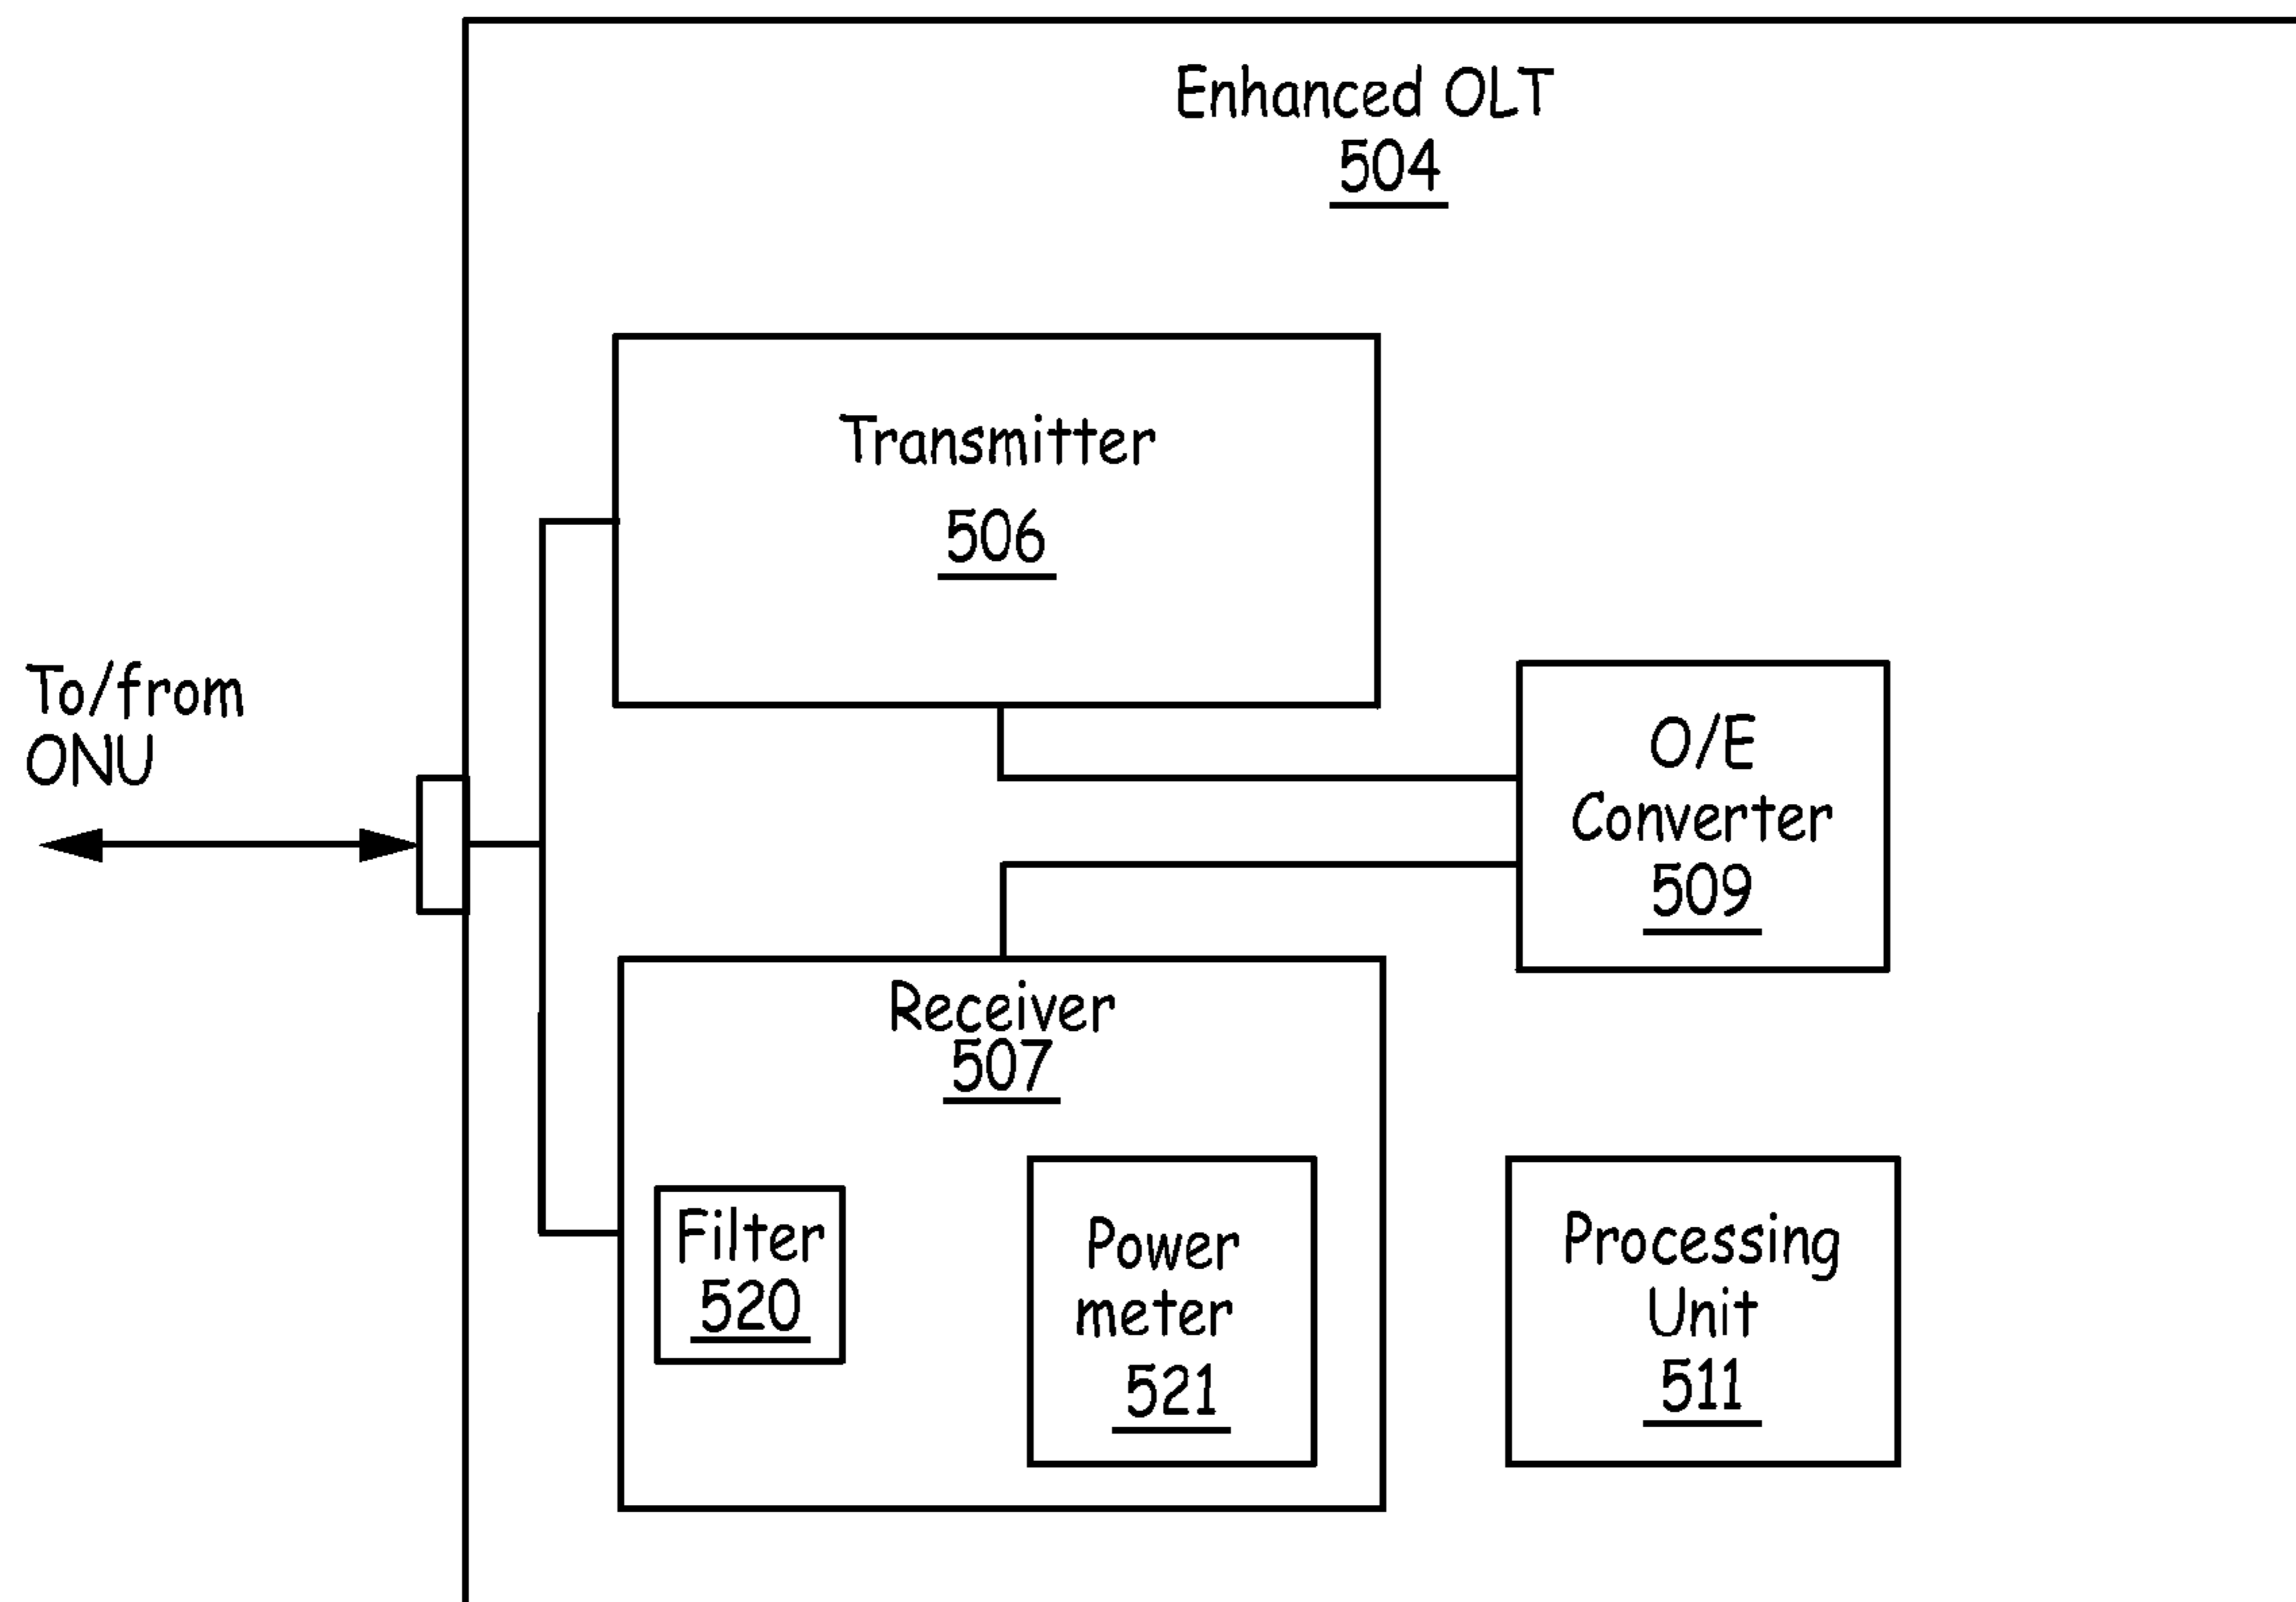 Enhanced OLT
504
Transmitter
506
To/from
ONU
O/E
Converter
509
Receiver
507
Filter
520
Power
meter
521
Processing
Unit
511